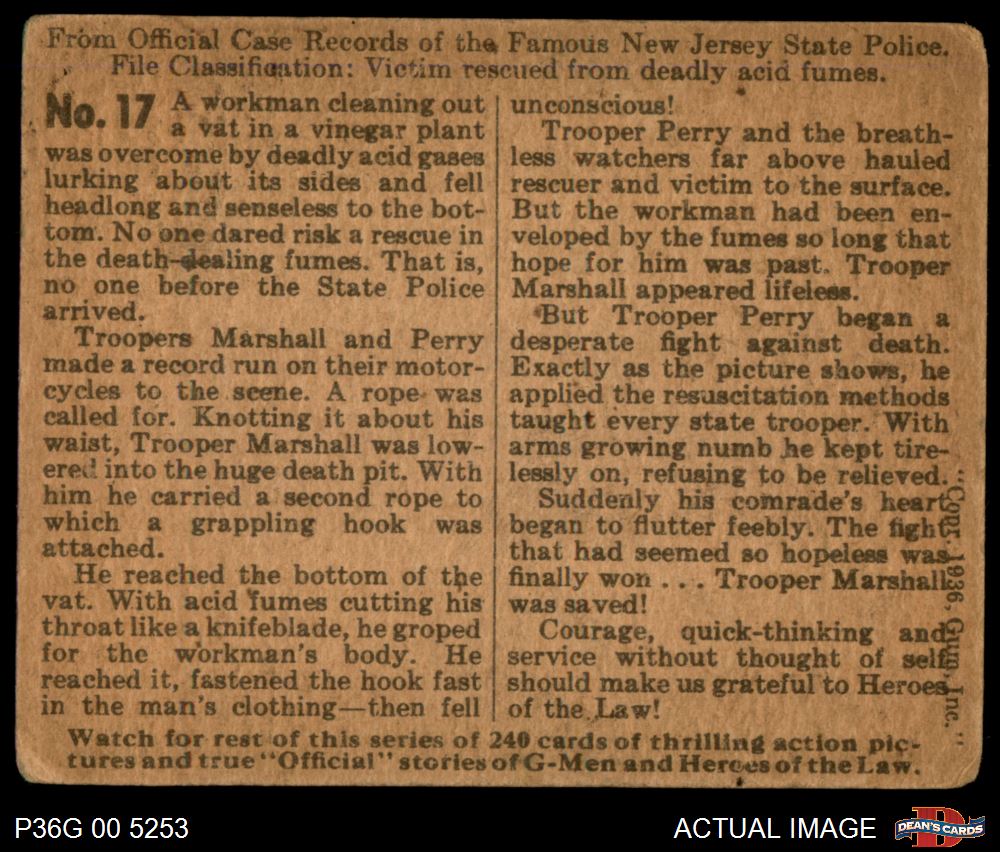 From Official Case Records of the Famous New Jersey State Police.
File Classification: Victim rescued from deadly acid fumes.
No. 17 A workman cleaning out
a vat in a vinegar plant
was overcome by deadly acid gases
lurking about its sides and fell
headlong and senseless to the bot-
tom. No one dared risk a rescue in
the death-dealing fumes. That is,
no one before the State Police
arrived.
Troopers Marshall and Perry
made a record run on their motor-
cycles to the scene. A rope was
called for. Knotting it about his
waist, Trooper Marshall was low-
ered into the huge death pit. With
him he carried a second rope to
which a grappling hook was
attached.
He reached the bottom of the
vat. With acid fumes cutting his
throat like a knifeblade, he groped
for the workman's body. He
reached it, fastened the hook fast
in the man's clothing—then fell
unconscious!
Trooper Perry and the breath-
less watchers far above hauled
rescuer and victim to the surface.
But the workman had been en-
veloped by the fumes so long that
hope for him was past. Trooper
Marshall appeared lifeless.
But Trooper Perry began a
desperate fight against death.
Exactly as the picture shows, he
applied the resuscitation methods
taught every state trooper. With
arms growing numb he kept tire-
lessly on, refusing to be relieved.
Suddenly his comrade's heart
began to flutter feebly. The fight
that had seemed so hopeless was
finally won . . . Trooper Marshall
was saved!
Courage, quick-thinking and
service without thought of self
should make us grateful to Heroes
of the Law!
"Copr. 1936, Gum, Inc."
Watch for rest of this series of 240 cards of thrilling action pic-
tures and true "Official" stories of G-Men and Heroes of the Law.
P36G 00 5253
ACTUAL IMAGE
D
DEAN'S CARDS